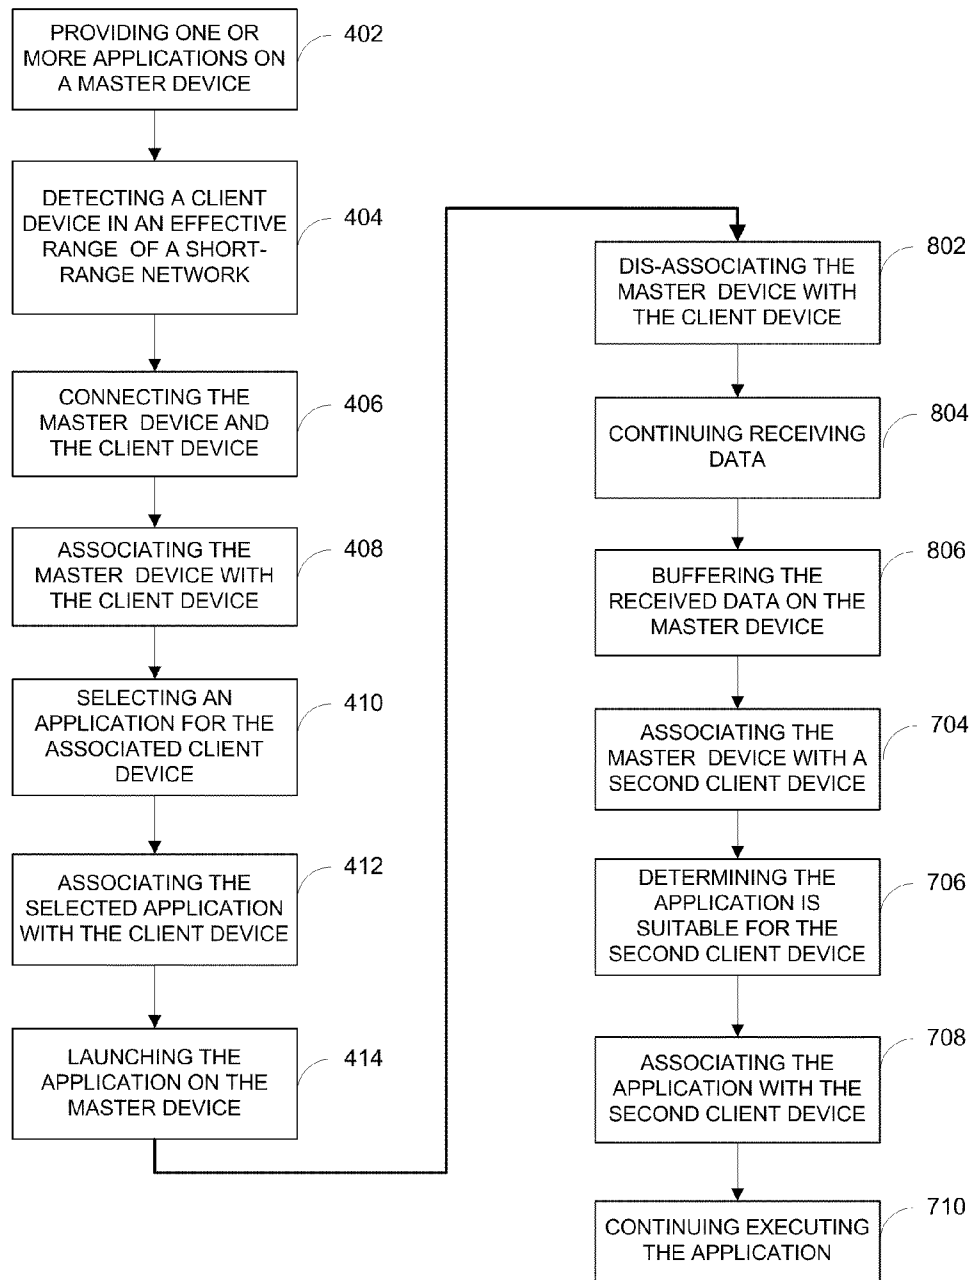 PROVIDING ONE OR
MORE APPLICATIONS ON
A MASTER DEVICE
402
DETECTING A CLIENT
DEVICE IN AN EFFECTIVE
RANGE OF A SHORT-
RANGE NETWORK
404
CONNECTING THE
MASTER DEVICE AND
THE CLIENT DEVICE
406
ASSOCIATING THE
MASTER DEVICE WITH
THE CLIENT DEVICE
408
SELECTING AN
APPLICATION FOR THE
ASSOCIATED CLIENT
DEVICE
410
ASSOCIATING THE
SELECTED APPLICATION
WITH THE CLIENT DEVICE
412
LAUNCHING THE
APPLICATION ON THE
MASTER DEVICE
414
DIS-ASSOCIATING THE
MASTER DEVICE WITH
THE CLIENT DEVICE
802
CONTINUING RECEIVING
DATA
804
BUFFERING THE
RECEIVED DATA ON THE
MASTER DEVICE
806
ASSOCIATING THE
MASTER DEVICE WITH A
SECOND CLIENT DEVICE
704
DETERMINING THE
APPLICATION IS
SUITABLE FOR THE
SECOND CLIENT DEVICE
706
ASSOCIATING THE
APPLICATION WITH THE
SECOND CLIENT DEVICE
708
CONTINUING EXECUTING
THE APPLICATION
710